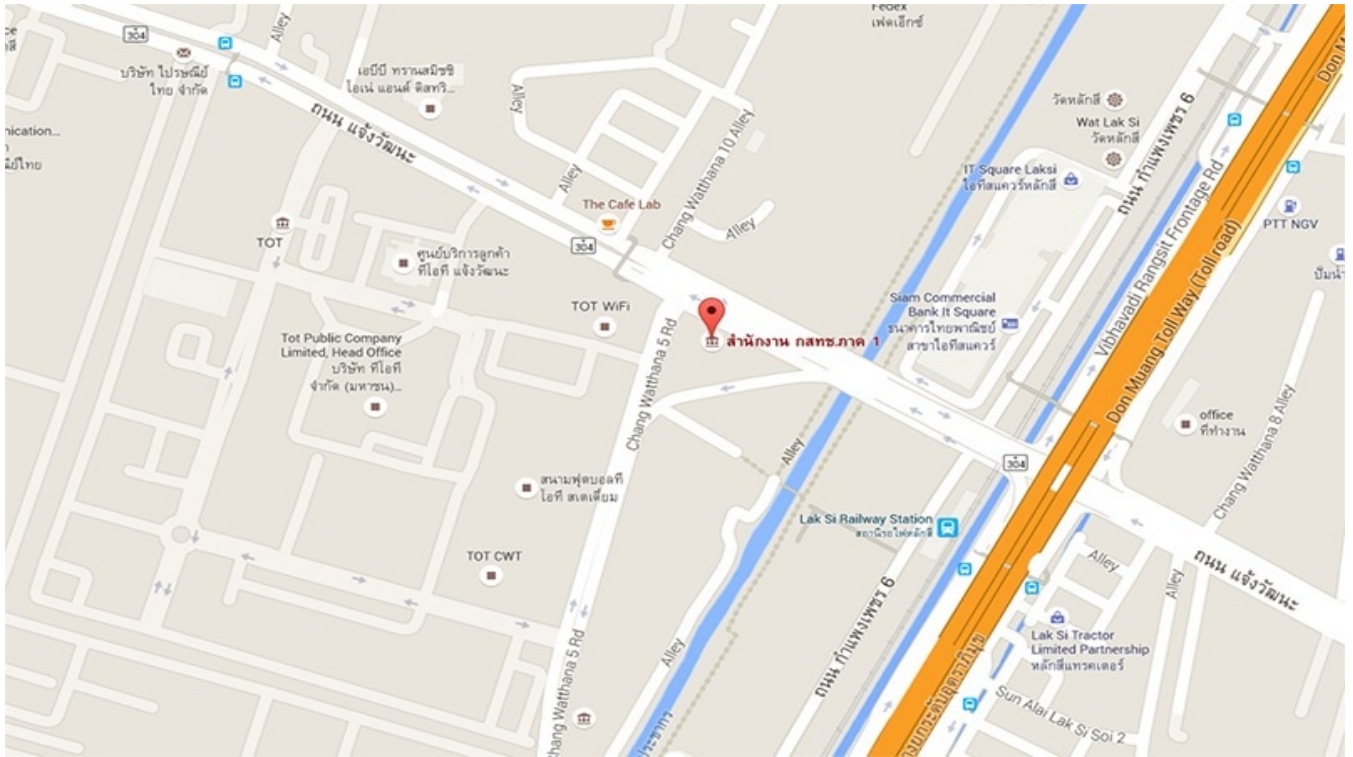 304
Alley
Fedex
เฟดเอ็กซ์
บริษัท ไปรษณีย์
ไทย จำกัด
เอบีบี ทรานสมิชชิ
โอเน่ แอนด์ ดิสทริ...
ถนน แจ้งวัฒนะ
Alley
Alley
Chang Watthana 10 Alley
Alley
The Cafe Lab
304
TOT
ศูนย์บริการลูกค้า
ทีโอที แจ้งวัฒนะ
TOT WiFi
Tot Public Company
Limited, Head Office
บริษัท ทีโอที
จำกัด (มหาชน)...
สำนักงาน กสทช.ภาค 1
Chang Watthana 5 Rd
วัดหลักสี่
Wat Lak Si
วัดหลักสี่
IT Square Laksi
ไอทีสแควร์หลักสี่
ถนน กำแพงเพชร 6
Siam Commercial
Bank It Square
ธนาคารไทยพาณิชย์
สาขาไอทีสแควร์
Vibhavadi Rangsit Frontage Rd
Don Muang Toll Way (Toll road)
PTT NGV
office
ที่ทำงาน
Chang Watthana 8 Alley
304
Alley
สนามฟุตบอลที
โอที สเตเดี้ยม
Lak Si Railway Station
สถานีรถไฟหลักสี่
TOT CWT
ถนน กำแพงเพชร 6
Alley
Alley
ถนน แจ้งวัฒนะ
Lak Si Tractor
Limited Partnership
หลักสี่แทรคเตอร์
Alley
Chang Watthana 5 Rd
Sun Alai Lak Si Soi 2